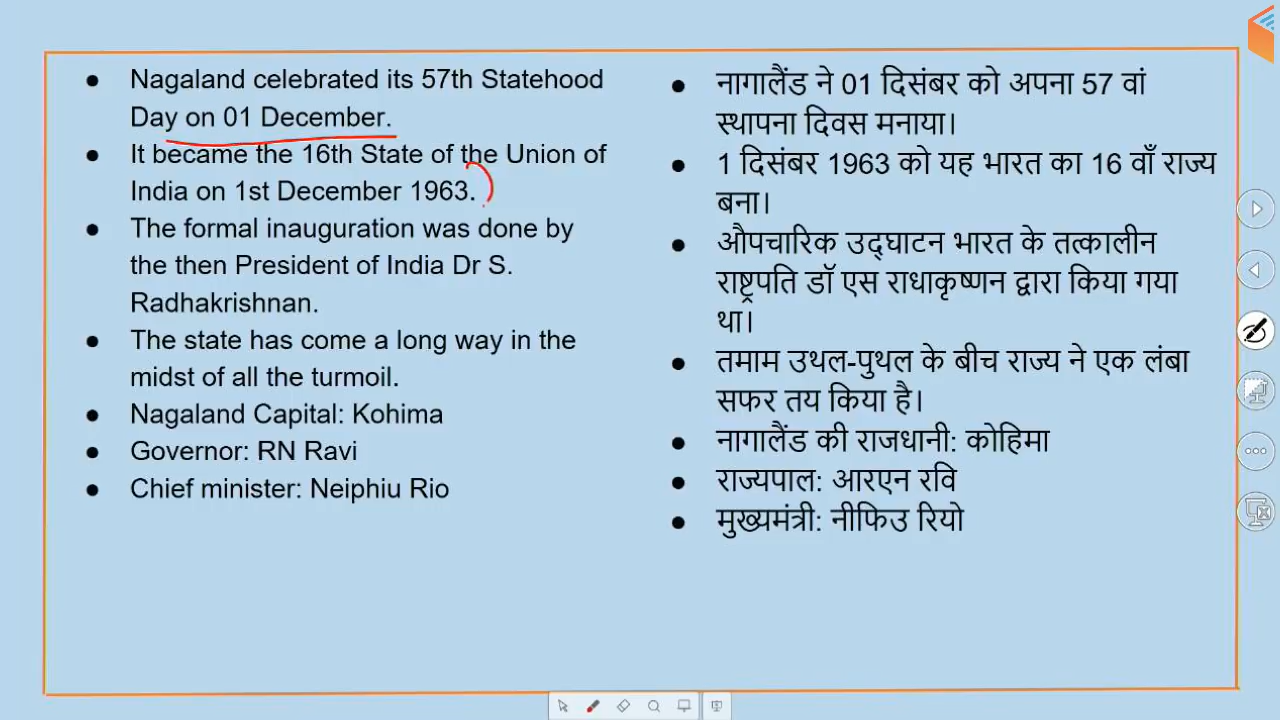 ● Nagaland celebrated its 57th Statehood
Day on 01 December.
● It became the 16th State of the Union of
India on 1st December 1963.
● The formal inauguration was done by
the then President of India Dr S.
Radhakrishnan.
● The state has come a long way in the
midst of all the turmoil.
● Nagaland Capital: Kohima
● Governor: RN Ravi
● Chief minister: Neiphiu Rio
● नागालैंड ने 01 दिसंबर को अपना 57 वां
स्थापना दिवस मनाया।
● 1 दिसंबर 1963 को यह भारत का 16 वाँ राज्य
बना।
● औपचारिक उद्घाटन भारत के तत्कालीन
राष्ट्रपति डॉ एस राधाकृष्णन द्वारा किया गया
था।
● तमाम उथल-पुथल के बीच राज्य ने एक लंबा
सफर तय किया है।
● नागालैंड की राजधानी: कोहिमा
● राज्यपाल: आरएन रवि
● मुख्यमंत्री: नीफिउ रियो